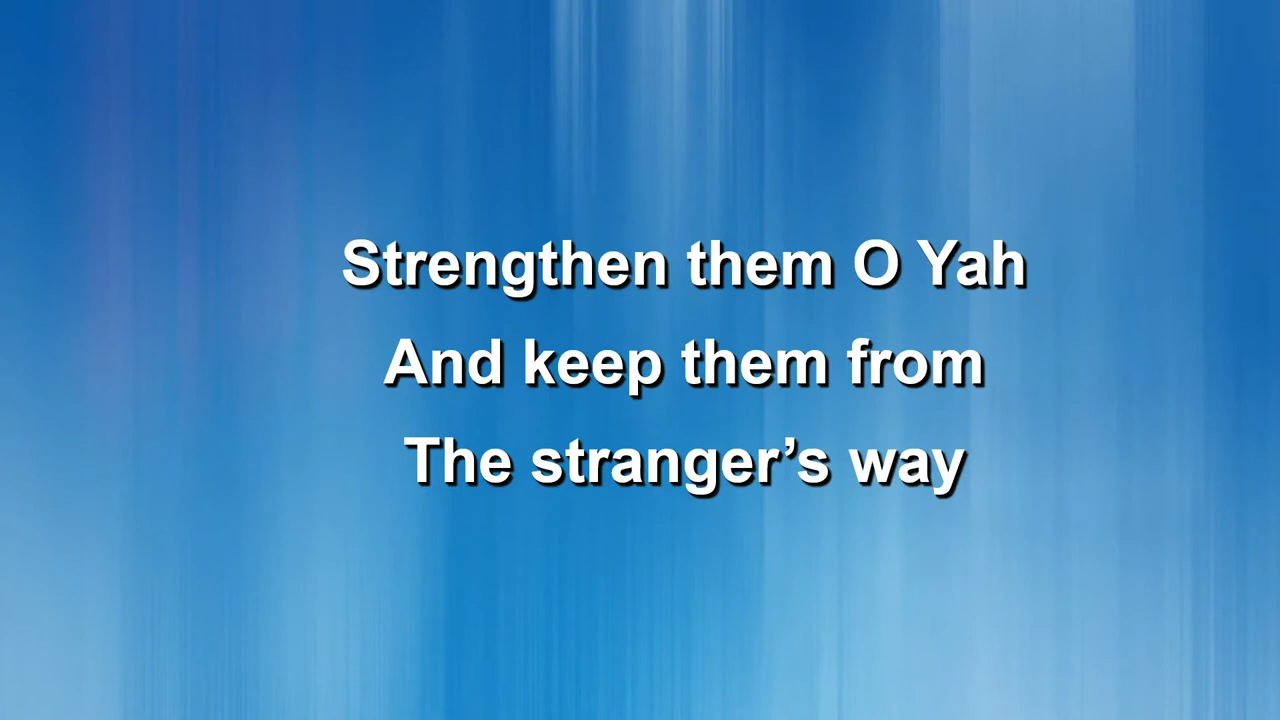 Strengthen them O Yah
And keep them from
The stranger’s way